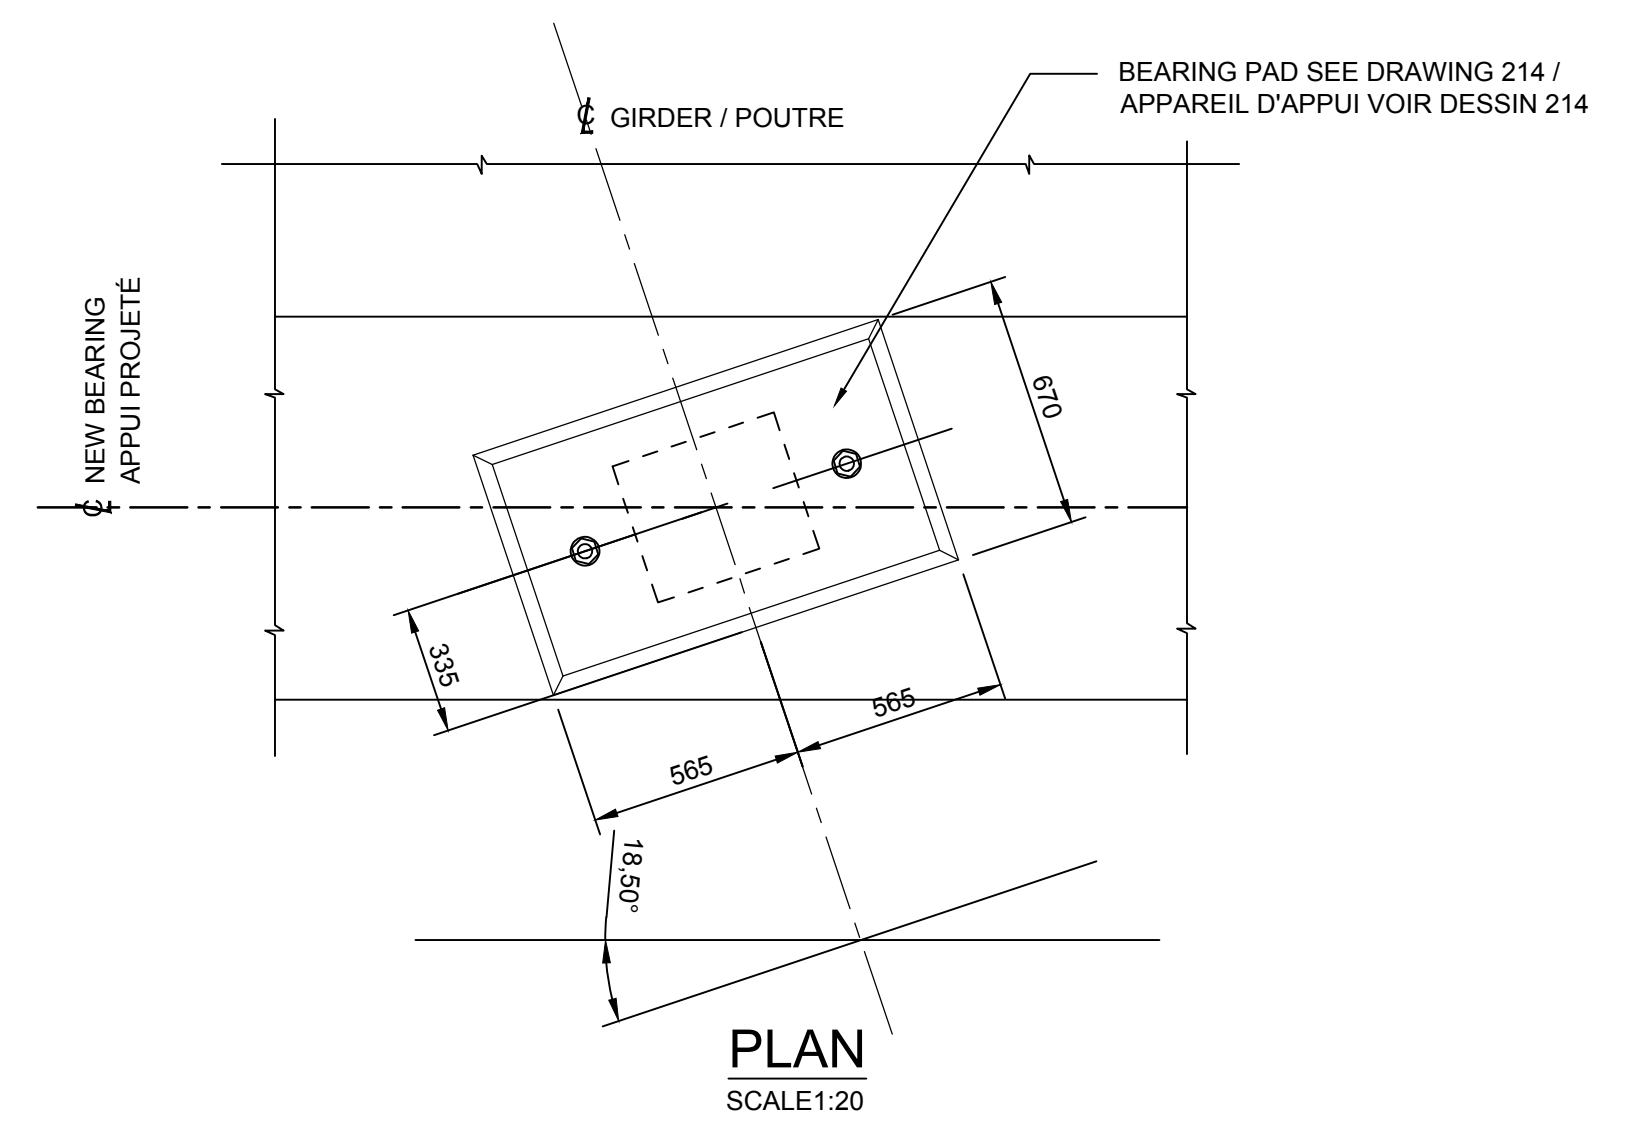 BEARING PAD SEE DRAWING 214 /
APPAREIL D'APPUI VOIR DESSIN 214
℄ GIRDER / POUTRE
℄ NEW BEARING
APPUI PROJETÉ
670
335
565
565
18,50°
PLAN
SCALE1:20